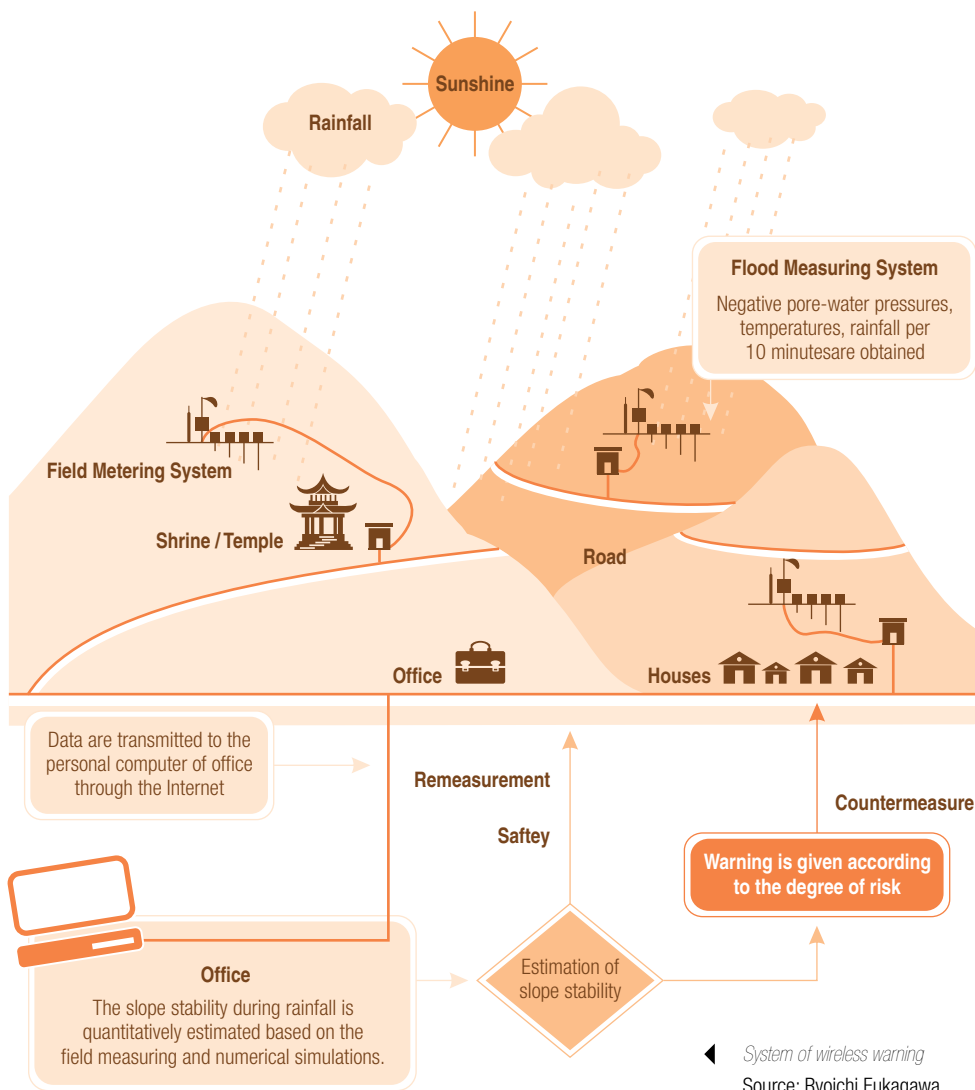 Sunshine
Rainfall
Flood Measuring System
Negative pore-water pressures,
temperatures, rainfall per
10 minutesare obtained
Field Metering System
Shrine / Temple
Road
Office
Houses
Data are transmitted to the
personal computer of office
through the Internet
Remeasurement
Saftey
Countermeasure
Warning is given according
to the degree of risk
Office
The slope stability during rainfall is
quantitatively estimated based on the
field measuring and numerical simulations.
Estimation of
slope stability
System of wireless warning
Source: Ryoichi Fukagawa